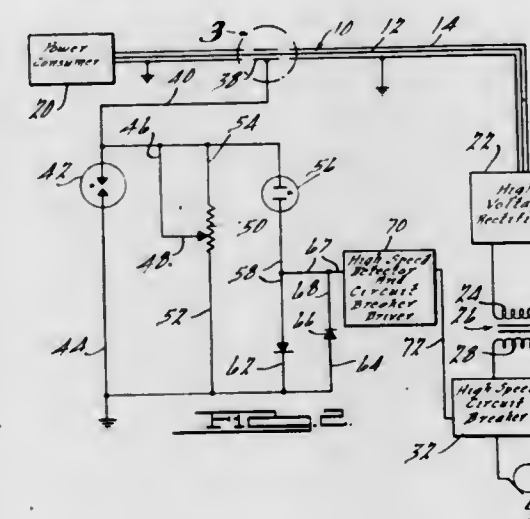 3
10
12
14
Power
Consumer
38
20
40
46
54
22
42
56
High
50
70
67
48
High Speed
Detector
And
Circuit
Breaker
Driver
58
68
24
52
66
26
72
28
44
62
64
High Speed
Circuit
Breaker
Fig. 2.
32